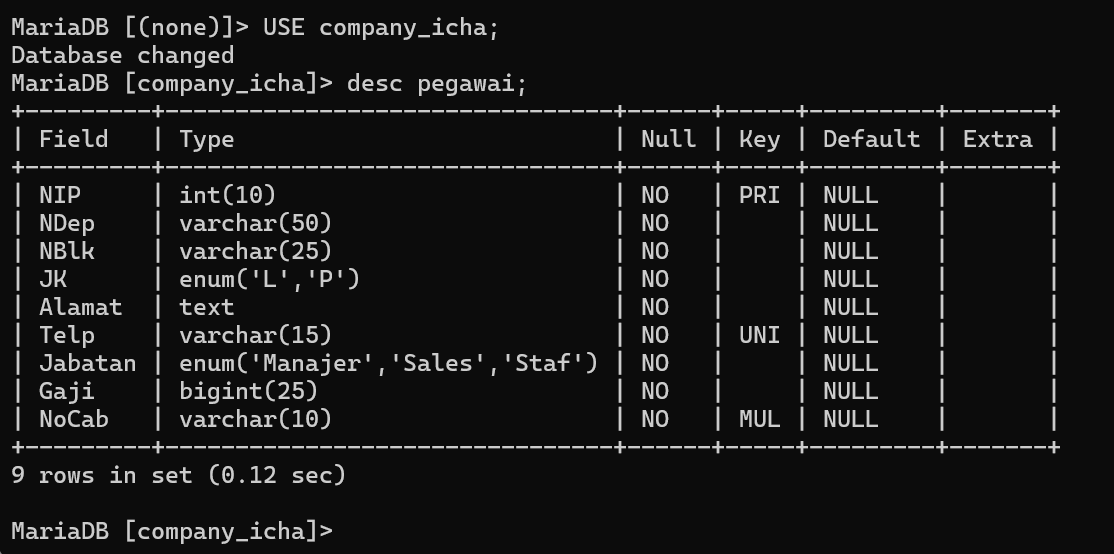 MariaDB [(none)]> USE company_icha;
Database changed
MariaDB [company_icha]> desc pegawai;
+---------+--------------------------------+------+-----+---------+-------+
| Field   | Type                           | Null | Key | Default | Extra |
+---------+--------------------------------+------+-----+---------+-------+
| NIP     | int(10)                        | NO   | PRI | NULL    |       |
| NDep    | varchar(50)                    | NO   |     | NULL    |       |
| NBlk    | varchar(25)                    | NO   |     | NULL    |       |
| JK      | enum('L','P')                  | NO   |     | NULL    |       |
| Alamat  | text                           | NO   |     | NULL    |       |
| Telp    | varchar(15)                    | NO   | UNI | NULL    |       |
| Jabatan | enum('Manajer','Sales','Staf') | NO   |     | NULL    |       |
| Gaji    | bigint(25)                     | NO   |     | NULL    |       |
| NoCab   | varchar(10)                    | NO   | MUL | NULL    |       |
+---------+--------------------------------+------+-----+---------+-------+
9 rows in set (0.12 sec)
MariaDB [company_icha]>